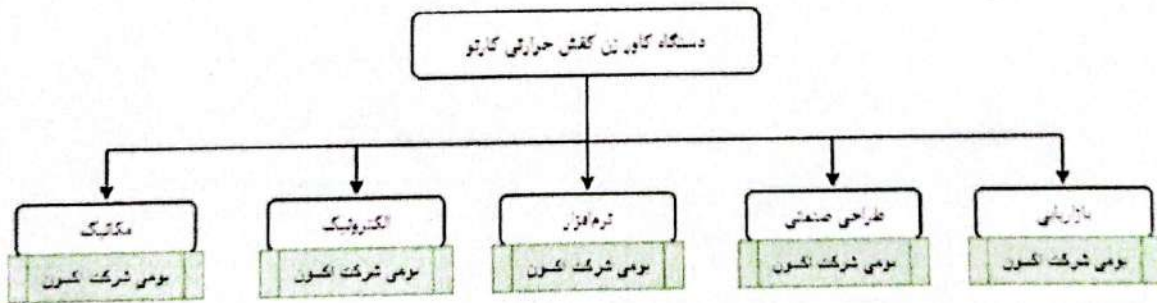 دستگاه کاور زن کفش حرارتی کارتو
بازاریابی
طراحی صنعتی
نرم‌افزار
الکترونیک
مکانیک
بومی شرکت اکسون
بومی شرکت اکسون
بومی شرکت اکسون
بومی شرکت اکسون
بومی شرکت اکسون